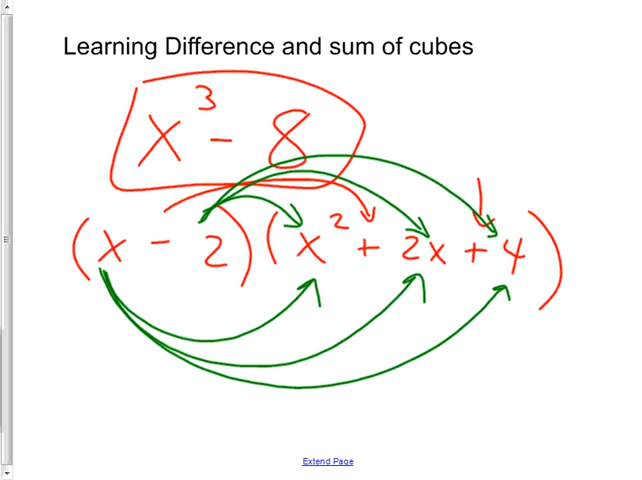 Learning Difference and sum of cubes
x³ - 8
(x - 2)(x² + 2x + 4)
Extend Page